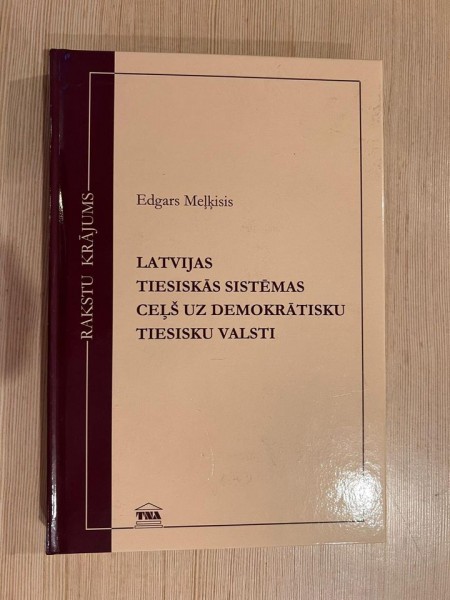 RAKSTU KRĀJUMS
Edgars Meļķisis
LATVIJAS
TIESISKĀS SISTĒMAS
CEĻŠ UZ DEMOKRĀTISKU
TIESISKU VALSTI
TNA